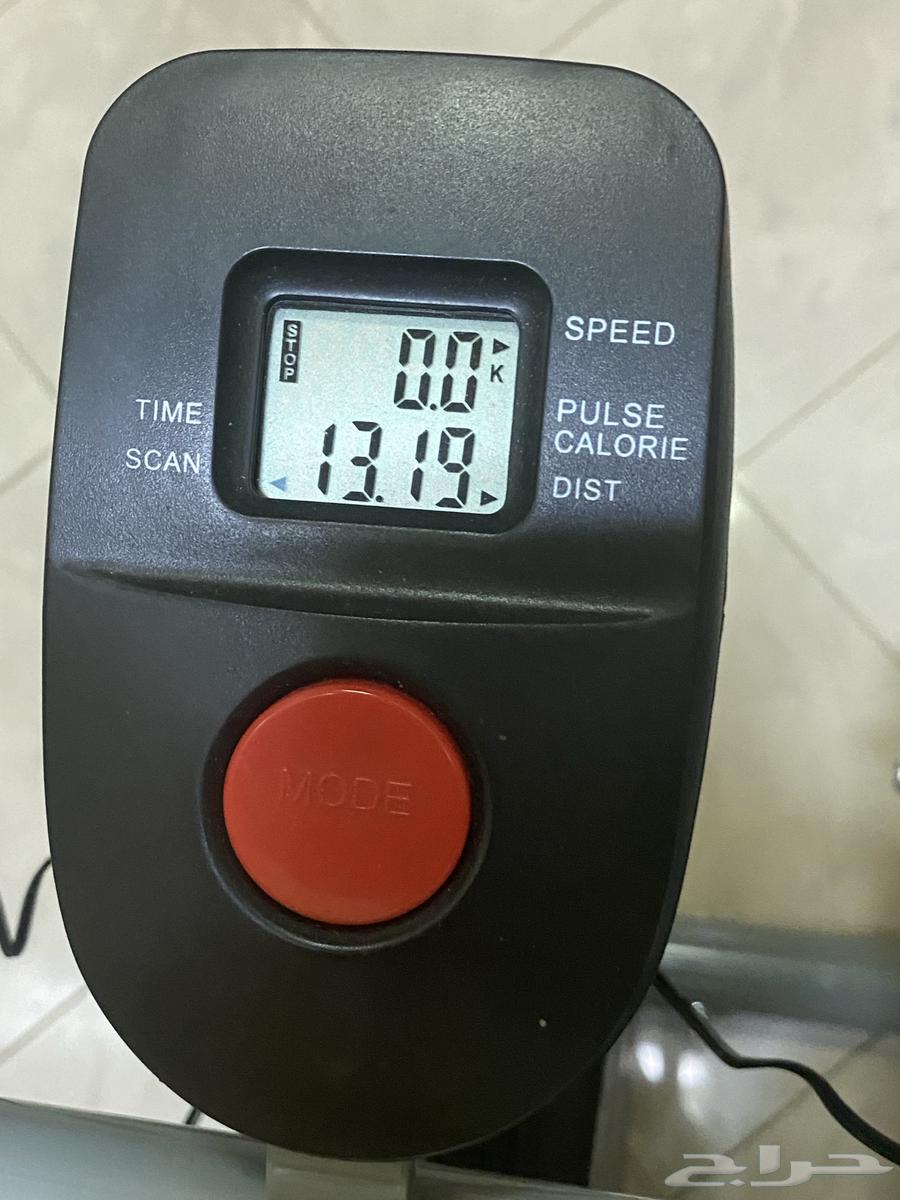 STOP
0.0
K
SPEED
TIME
PULSE
CALORIE
SCAN
13.19
DIST
MODE
حراج